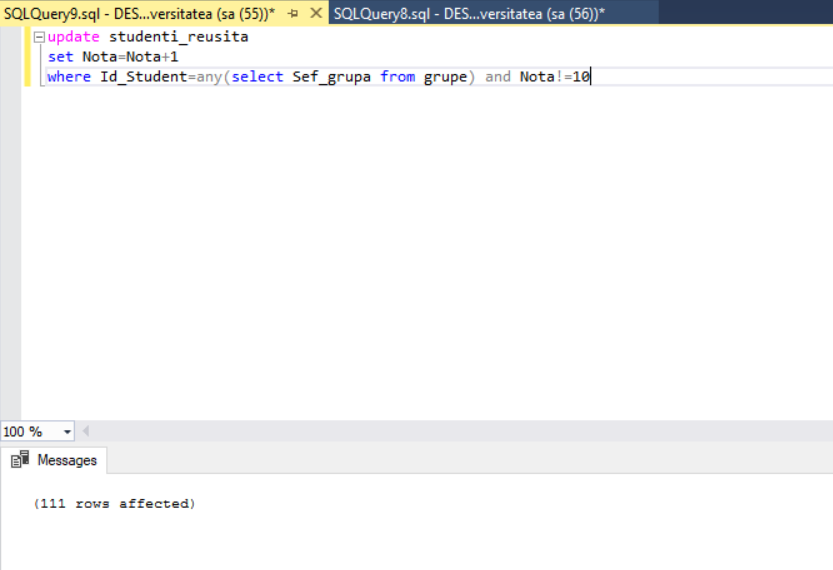 SQLQuery9.sql - DES...versitatea (sa (55))* SQLQuery8.sql - DES...versitatea (sa (56))*
update studenti_reusita
set Nota=Nota+1
where Id_Student=any(select Sef_grupa from grupe) and Nota!=10
100 %
Messages
(111 rows affected)